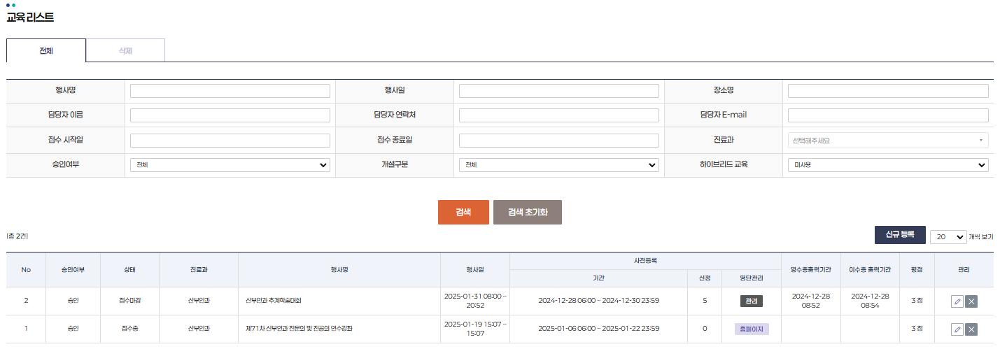 교육 리스트
전체
삭제
행사명
행사일
장소명
담당자 이름
담당자 연락처
담당자 E-mail
접수 시작일
접수 종료일
진료과
선택해주세요
승인여부
전체
개설구분
전체
하이브리드 교육
미사용
검색
검색 초기화
[총 2건]
신규 등록
20
개씩 보기
No
승인여부
상태
진료과
행사명
행사일
사전등록
기간
신청
명단관리
영수증출력기간
이수증 출력기간
평점
관리
2
승인
접수마감
산부인과
산부인과 추계학술대회
2025-01-31 08:00 ~
20:52
2024-12-28 06:00 ~ 2024-12-30 23:59
5
관리
2024-12-28
08:52
2024-12-28
08:54
3 점
1
승인
접수중
산부인과
제71차 산부인과 전문의 및 전공의 연수강좌
2025-01-19 15:07 ~
15:07
2025-01-06 06:00 ~ 2025-01-22 23:59
0
홈페이지
3 점